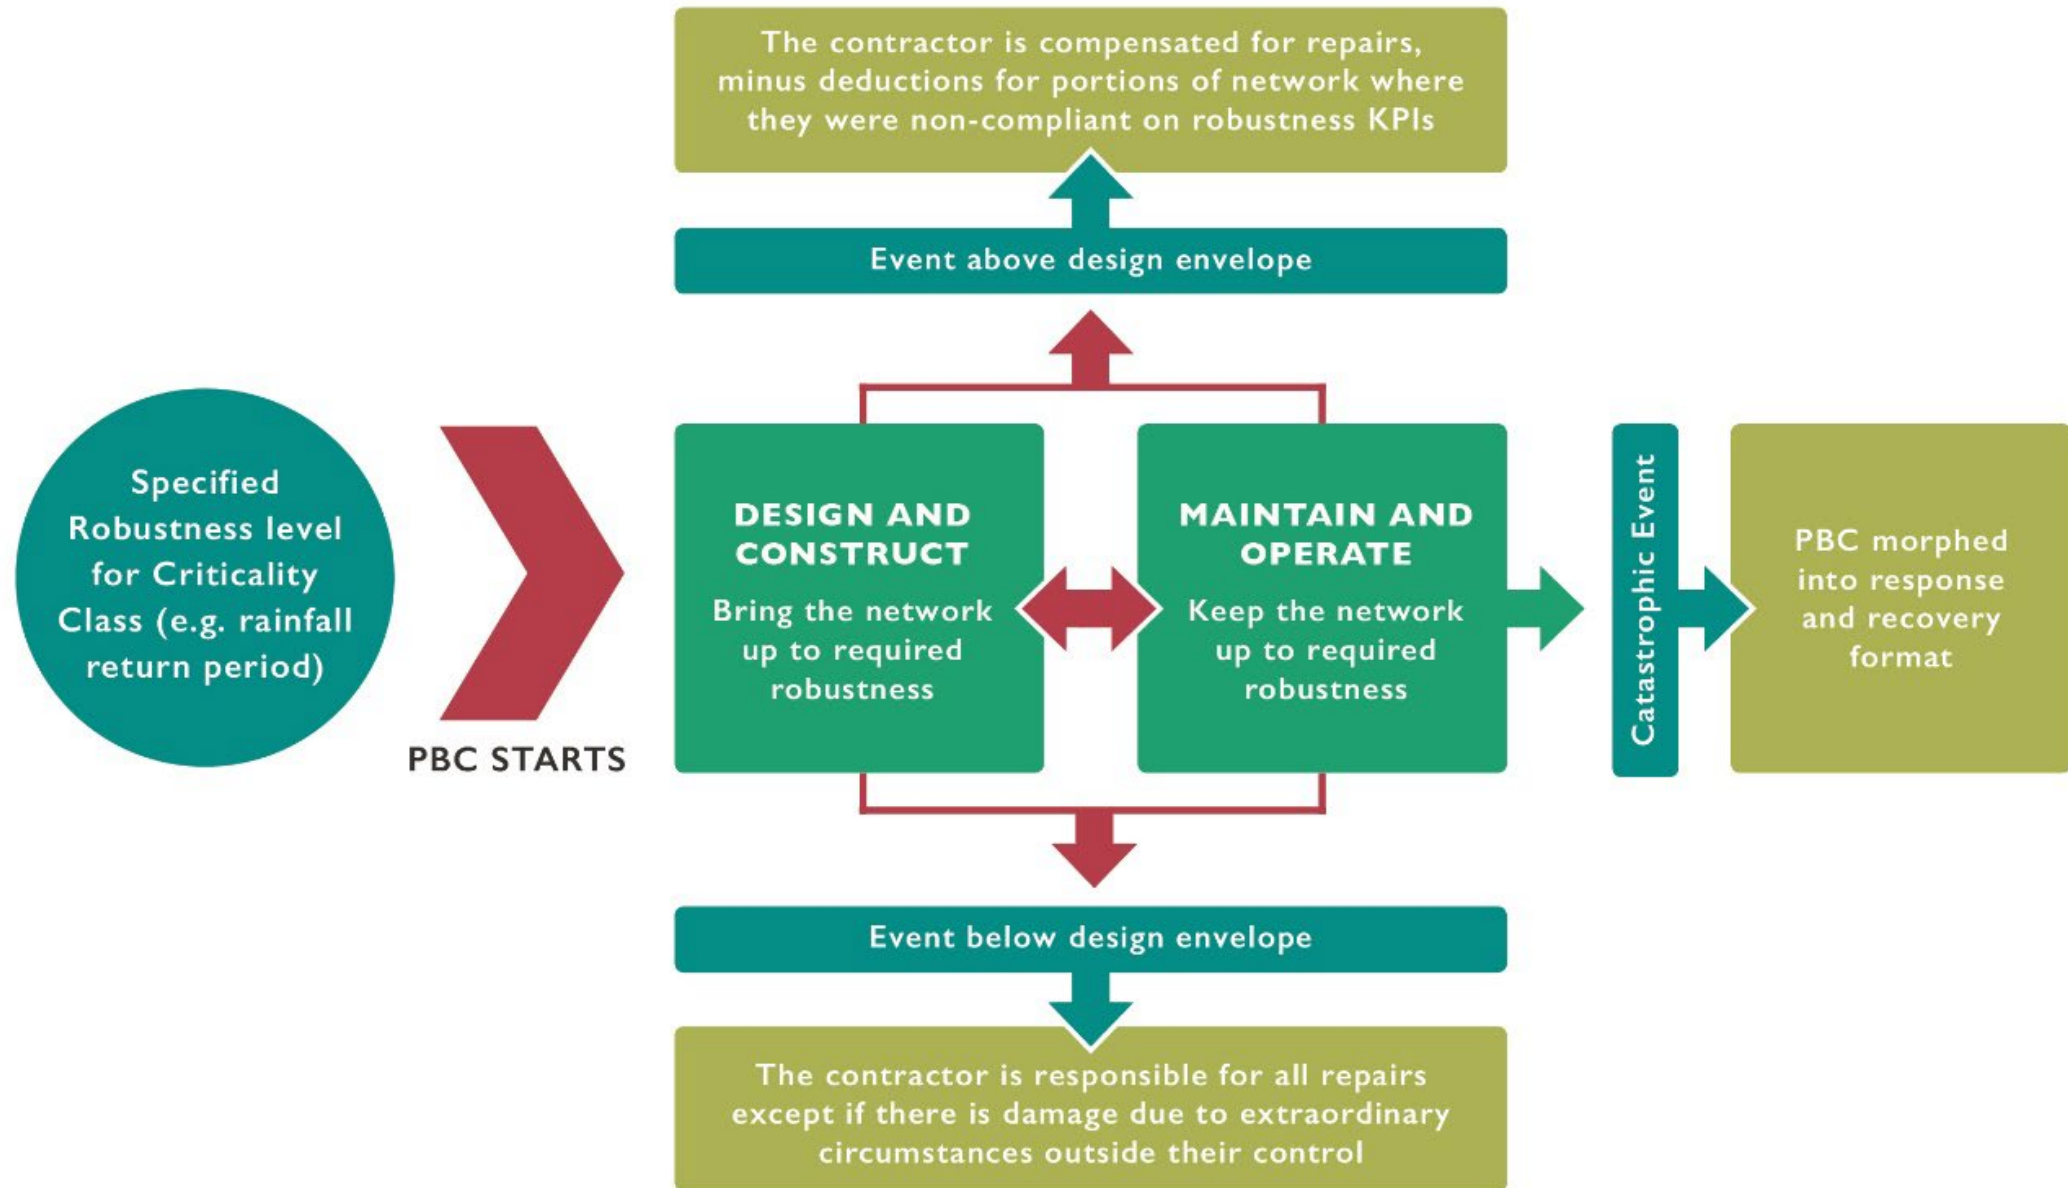 The contractor is compensated for repairs,
minus deductions for portions of network where
they were non-compliant on robustness KPIs
Event above design envelope
Specified
Robustness level
for Criticality
Class (e.g. rainfall
return period)
PBC STARTS
DESIGN AND
CONSTRUCT
Bring the network
up to required
robustness
MAINTAIN AND
OPERATE
Keep the network
up to required
robustness
Catastrophic Event
PBC morphed
into response
and recovery
format
Event below design envelope
The contractor is responsible for all repairs
except if there is damage due to extraordinary
circumstances outside their control